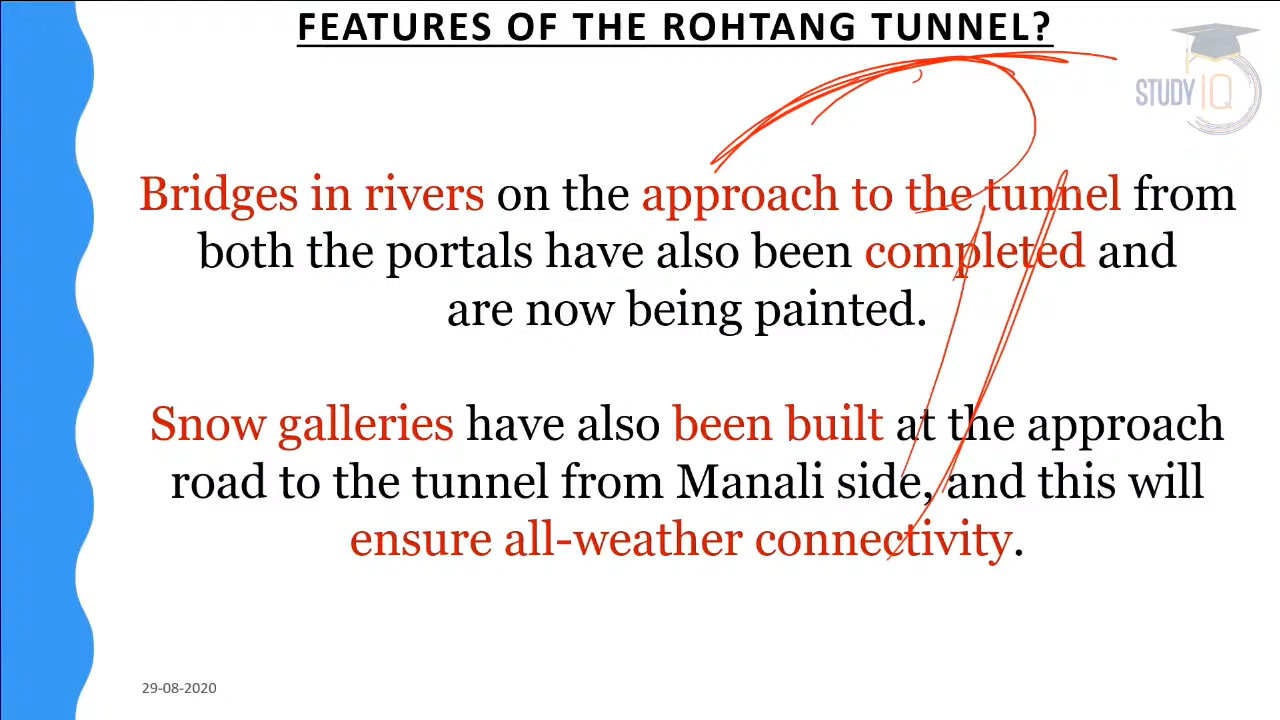 FEATURES OF THE ROHTANG TUNNEL?
STUDY IQ
Bridges in rivers on the approach to the tunnel from
both the portals have also been completed and
are now being painted.
Snow galleries have also been built at the approach
road to the tunnel from Manali side, and this will
ensure all-weather connectivity.
29-08-2020